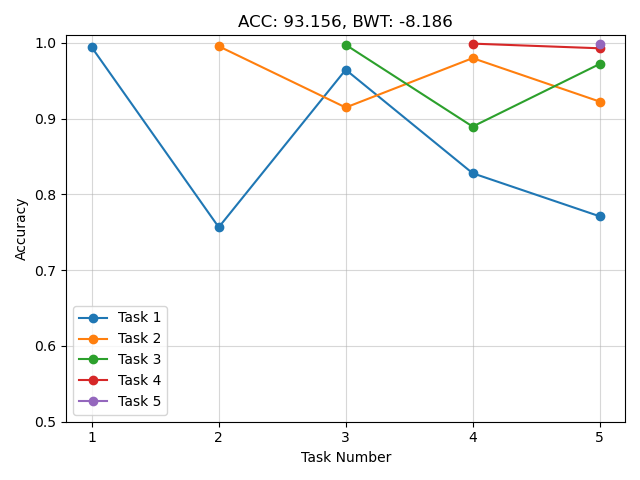 ACC: 93.156, BWT: -8.186
1.0
0.9
0.8
0.7
0.6
0.5
Accuracy
Task 1
Task 2
Task 3
Task 4
Task 5
1 2 3 4 5
Task Number